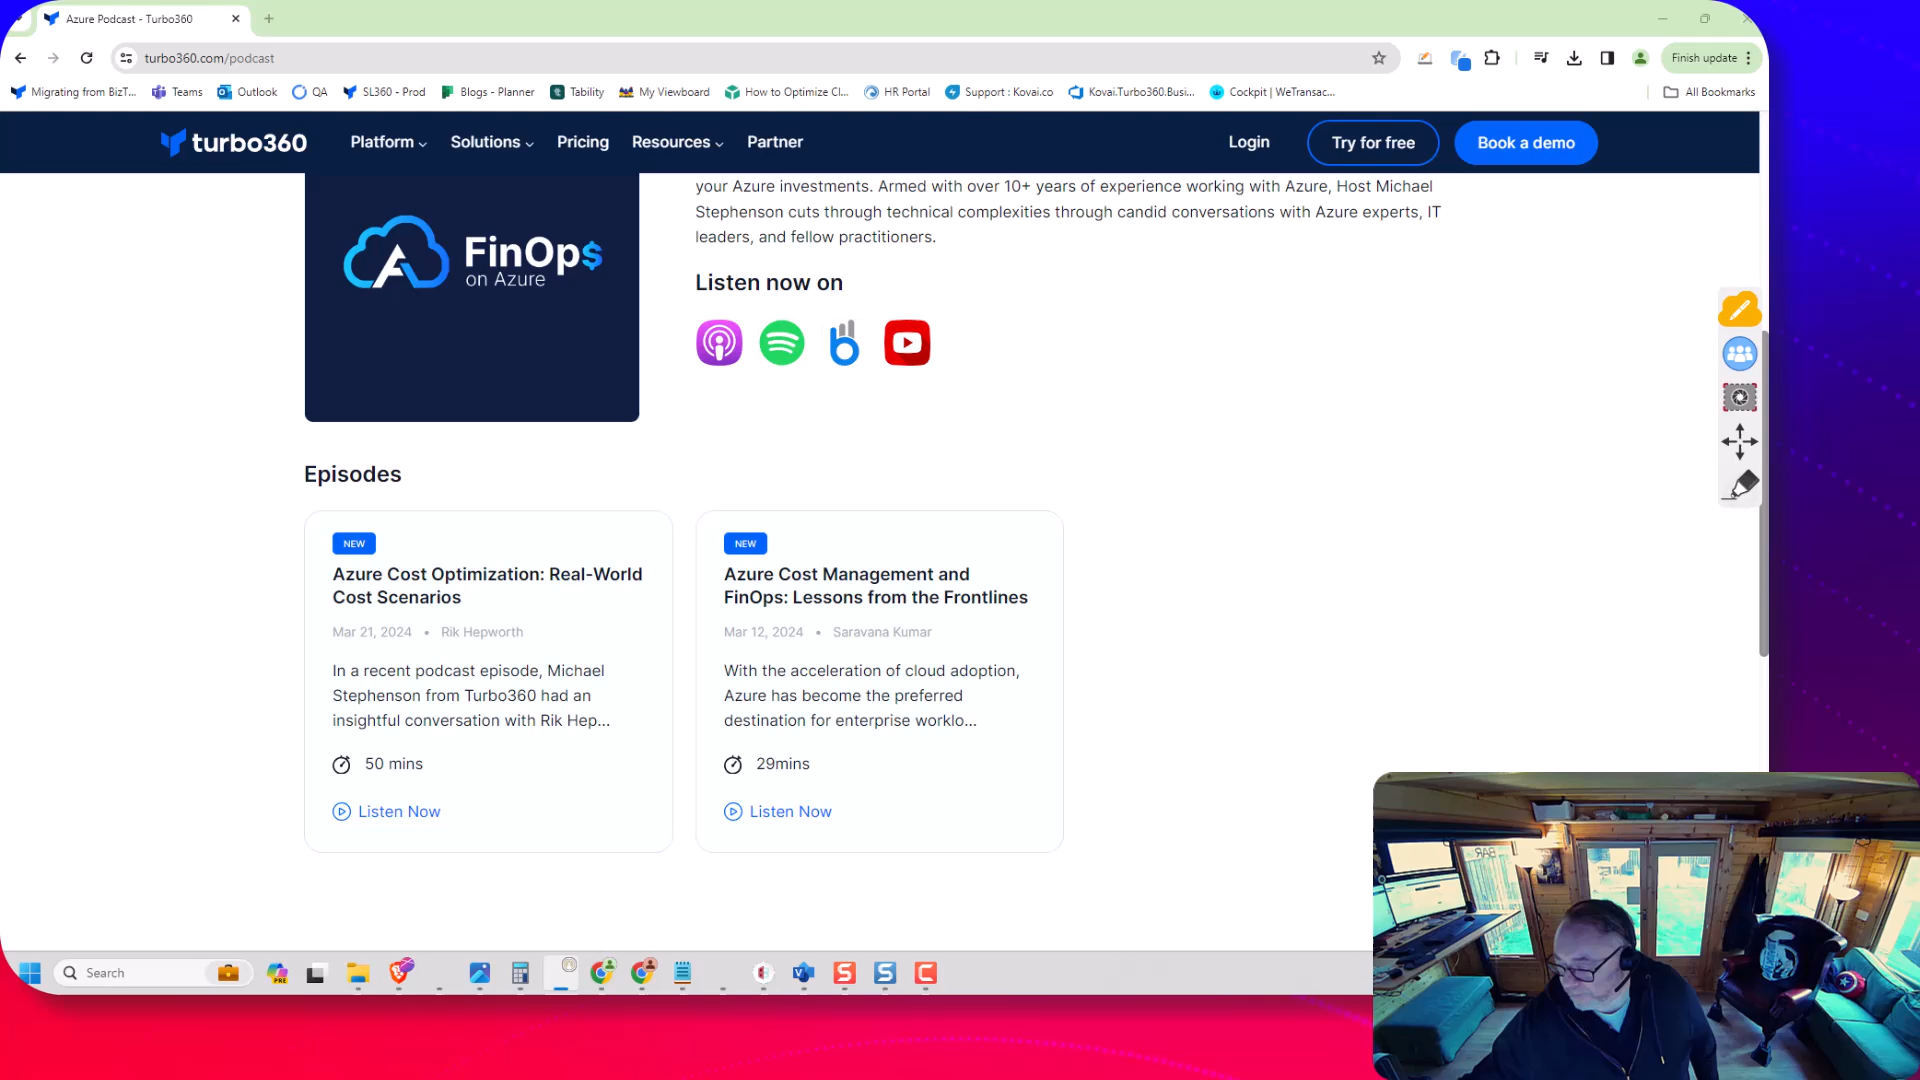 Azure Podcast - Turbo360
turbo360.com/podcast
Finish update
Migrating from BizT...
Teams
Outlook
QA
SL360 - Prod
Blogs - Planner
Tability
My Viewboard
How to Optimize Cl...
HR Portal
Support : Kovai.co
Kovai.Turbo360.Busi...
Cockpit | WeTransac...
All Bookmarks
turbo360
Platform
Solutions
Pricing
Resources
Partner
Login
Try for free
Book a demo
your Azure investments. Armed with over 10+ years of experience working with Azure, Host Michael
Stephenson cuts through technical complexities through candid conversations with Azure experts, IT
leaders, and fellow practitioners.
FinOp$
on Azure
Listen now on
Episodes
NEW
Azure Cost Optimization: Real-World
Cost Scenarios
Mar 21, 2024 • Rik Hepworth
In a recent podcast episode, Michael
Stephenson from Turbo360 had an
insightful conversation with Rik Hep...
50 mins
Listen Now
NEW
Azure Cost Management and
FinOps: Lessons from the Frontlines
Mar 12, 2024 • Saravana Kumar
With the acceleration of cloud adoption,
Azure has become the preferred
destination for enterprise worklo...
29mins
Listen Now
BAR
Search
PRE